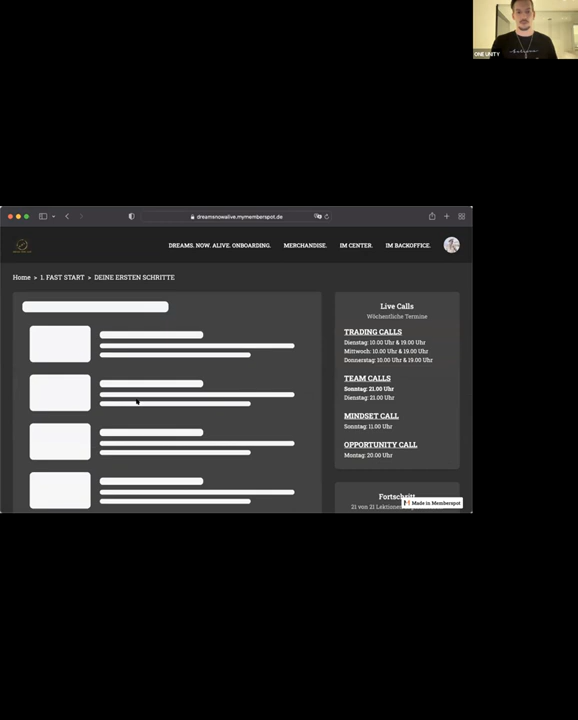 ONE UNITY
dreamsnowalive.mymemberspot.de
DREAMS. NOW. ALIVE. ONBOARDING.
MERCHANDISE.
IM CENTER.
IM BACKOFFICE.
Home > 1. FAST START > DEINE ERSTEN SCHRITTE
Live Calls
Wöchentliche Termine
TRADING CALLS
Dienstag: 10.00 Uhr & 19.00 Uhr
Mittwoch: 10.00 Uhr & 19.00 Uhr
Donnerstag: 10.00 Uhr & 19.00 Uhr
TEAM CALLS
Sonntag: 21.00 Uhr
Dienstag: 21.00 Uhr
MINDSET CALL
Sonntag: 11.00 Uhr
OPPORTUNITY CALL
Montag: 20.00 Uhr
Fortschritt
21 von 21 Lektionen
Made in Memberspot